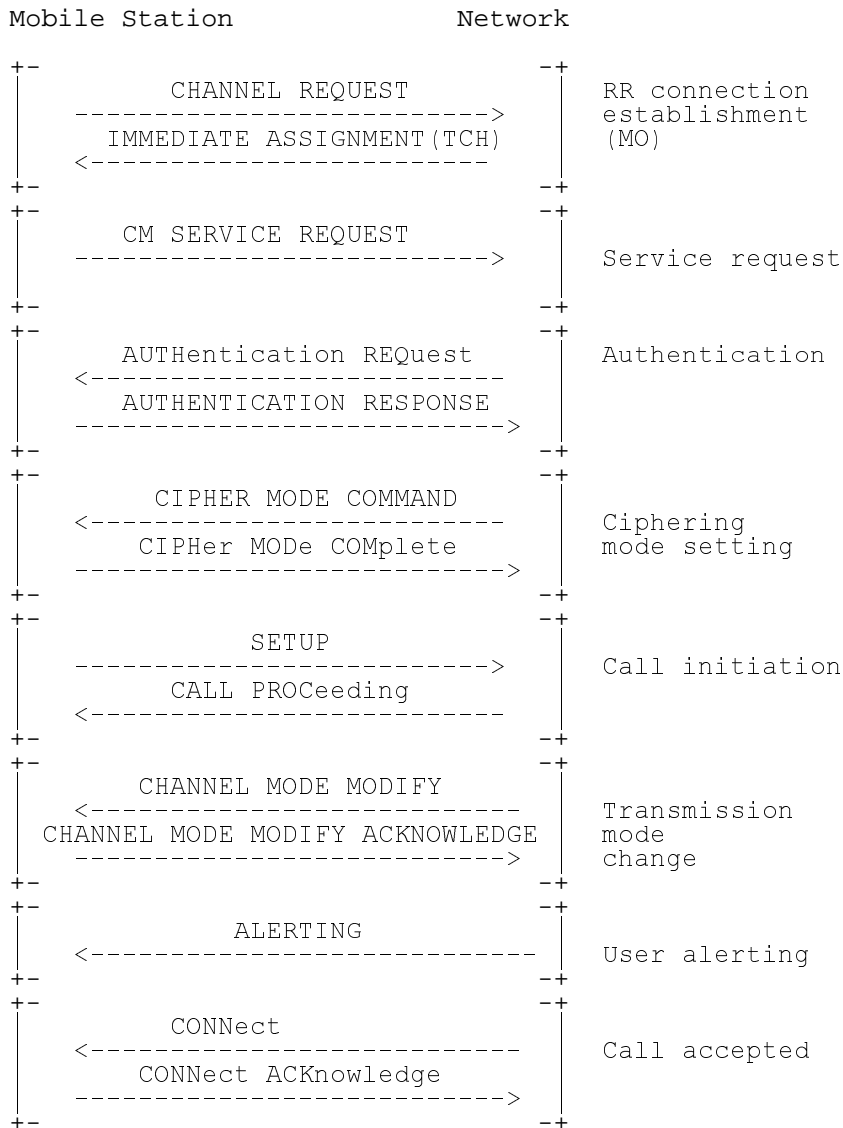 Mobile Station Network
CHANNEL REQUEST RR connection
establishment
IMMEDIATE ASSIGNMENT(TCH) (MO)
CM SERVICE REQUEST
Service request
AUTHentication REQuest Authentication
AUTHENTICATION RESPONSE
CIPHER MODE COMMAND
Ciphering
CIPHer MODe COMplete mode setting
SETUP
Call initiation
CALL PROCeeding
CHANNEL MODE MODIFY
Transmission
CHANNEL MODE MODIFY ACKNOWLEDGE mode
change
ALERTING
User alerting
CONNect
Call accepted
CONNect ACKnowledge